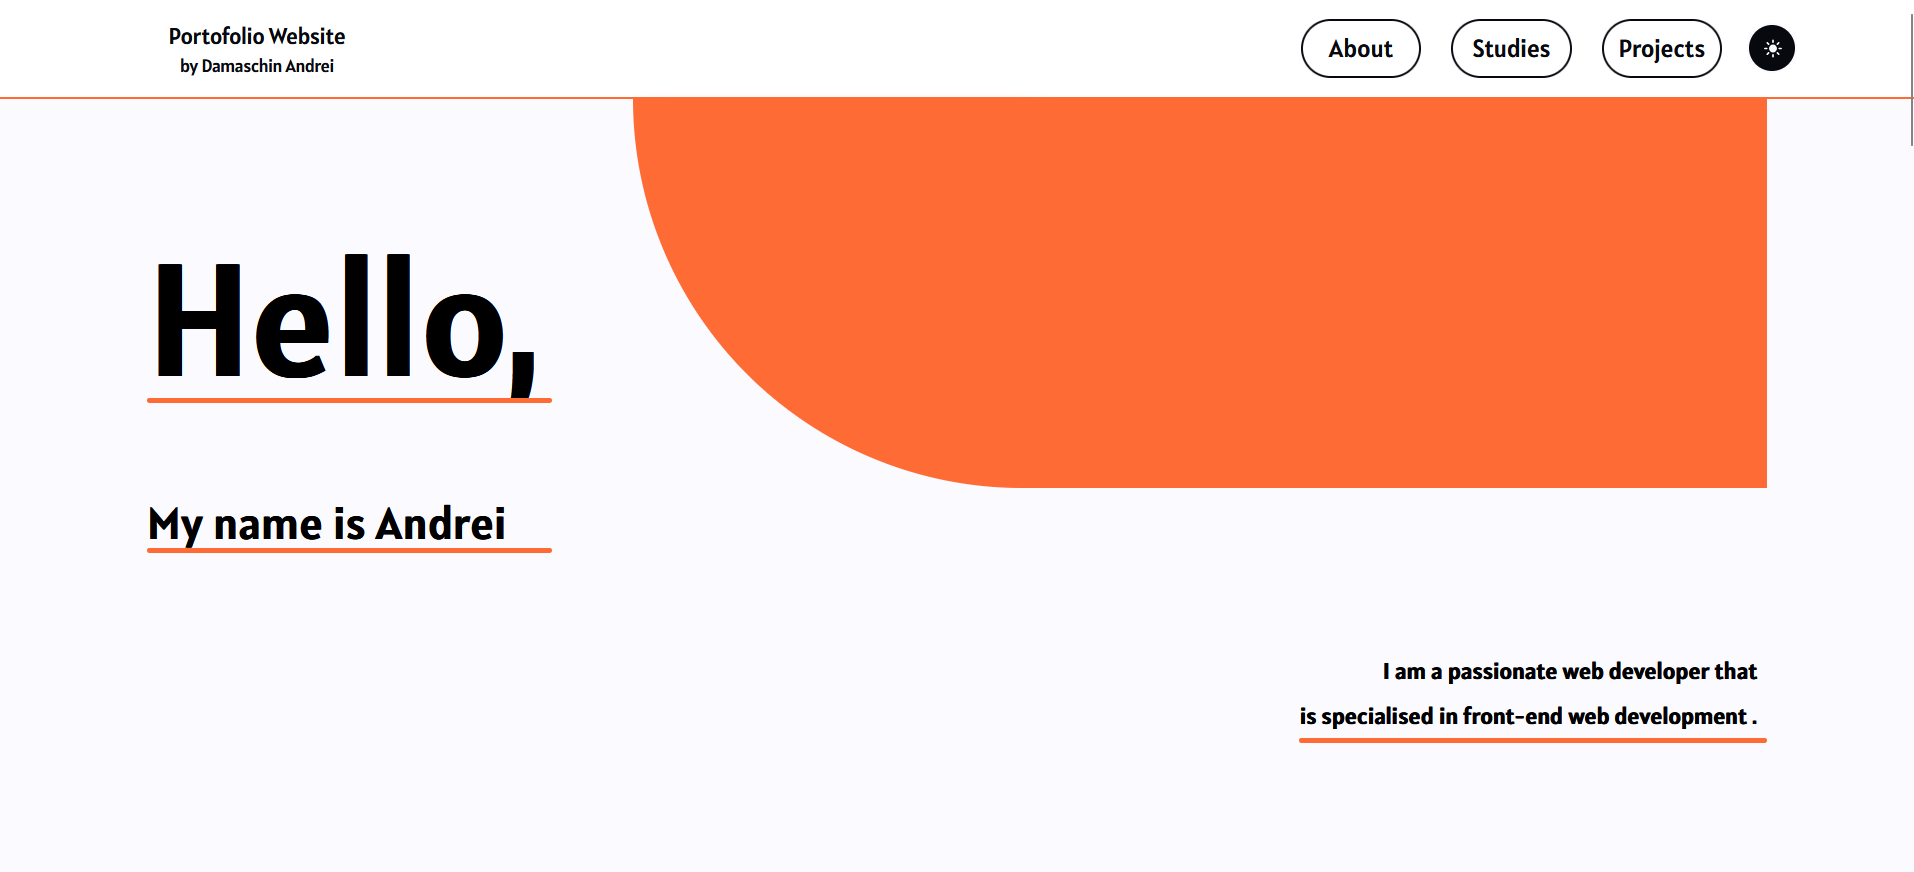 Portofolio Website
by Damaschin Andrei
About
Studies
Projects
Hello,
My name is Andrei
I am a passionate web developer that
is specialised in front-end web development .